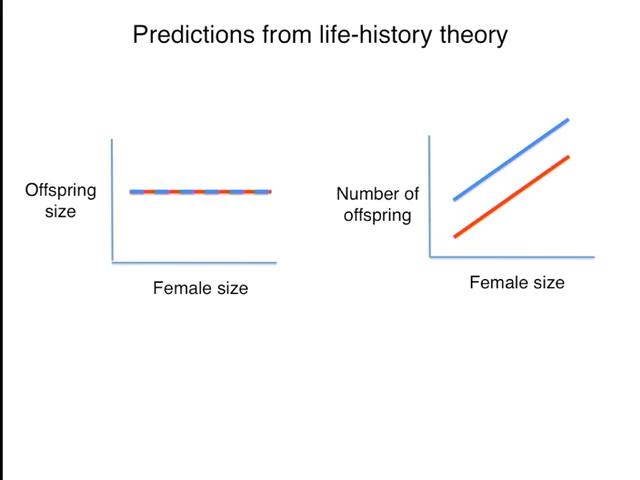 Predictions from life-history theory
Offspring
size
Female size
Number of
offspring
Female size